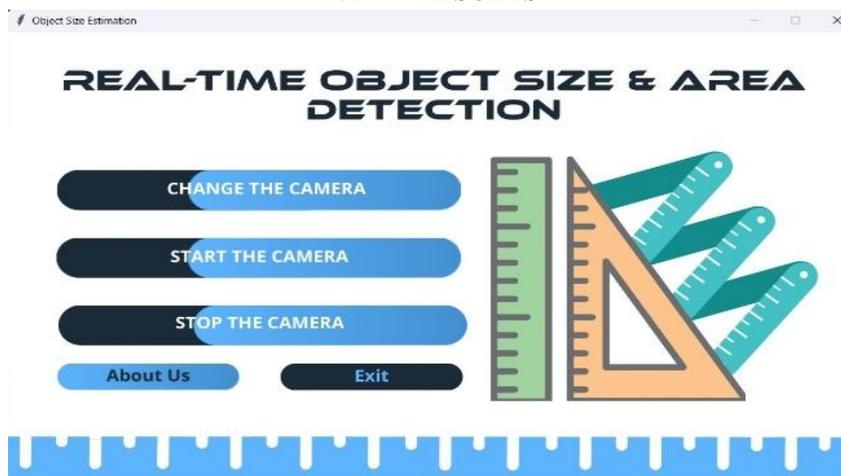 Object Size Estimation
REAL-TIME OBJECT SIZE & AREA
DETECTION
CHANGE THE CAMERA
START THE CAMERA
STOP THE CAMERA
About Us
Exit